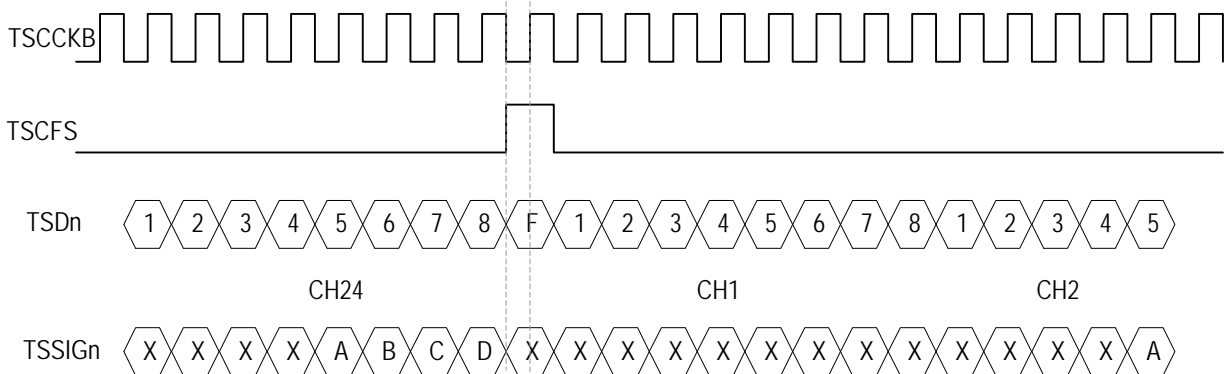 TSCCKB
TSCFS
TSDn 1 2 3 4 5 6 7 8 F 1 2 3 4 5 6 7 8 1 2 3 4 5
CH24 CH1 CH2
TSSIGn X X X X A B C D X X X X X X X X X X X X X A